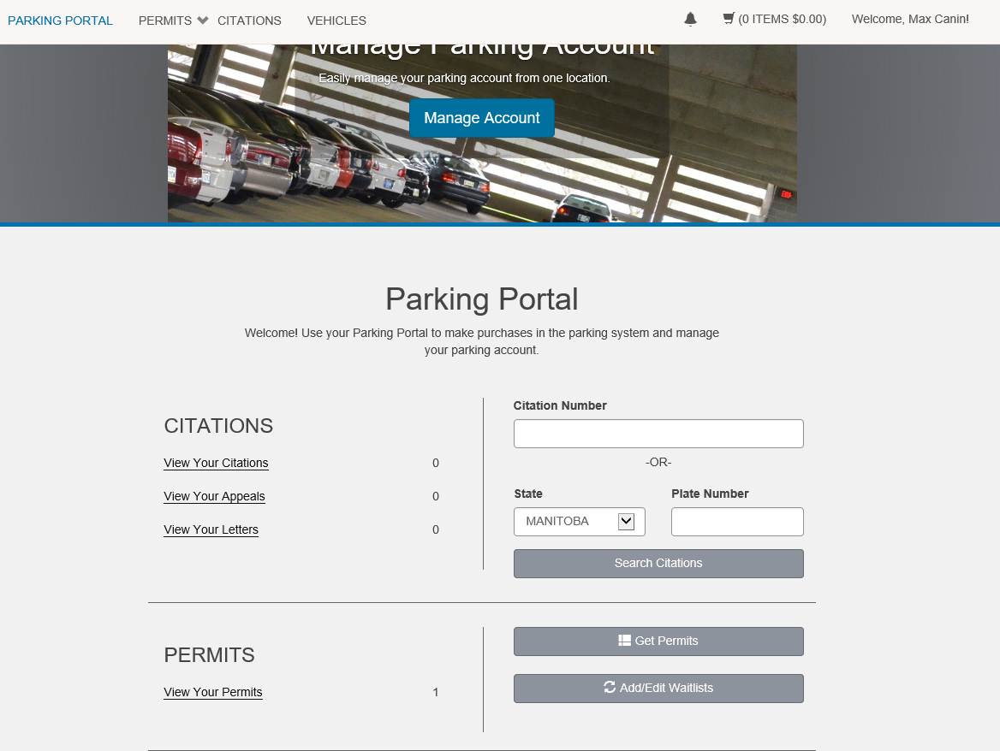 PARKING PORTAL PERMITS CITATIONS VEHICLES (0 ITEMS $0.00) Welcome, Max Canin!
Manage Parking Account
Easily manage your parking account from one location.
Manage Account
Parking Portal
Welcome! Use your Parking Portal to make purchases in the parking system and manage
your parking account.
CITATIONS
View Your Citations 0
View Your Appeals 0
View Your Letters 0
Citation Number
-OR-
State Plate Number
MANITOBA
Search Citations
PERMITS
View Your Permits 1
Get Permits
Add/Edit Waitlists